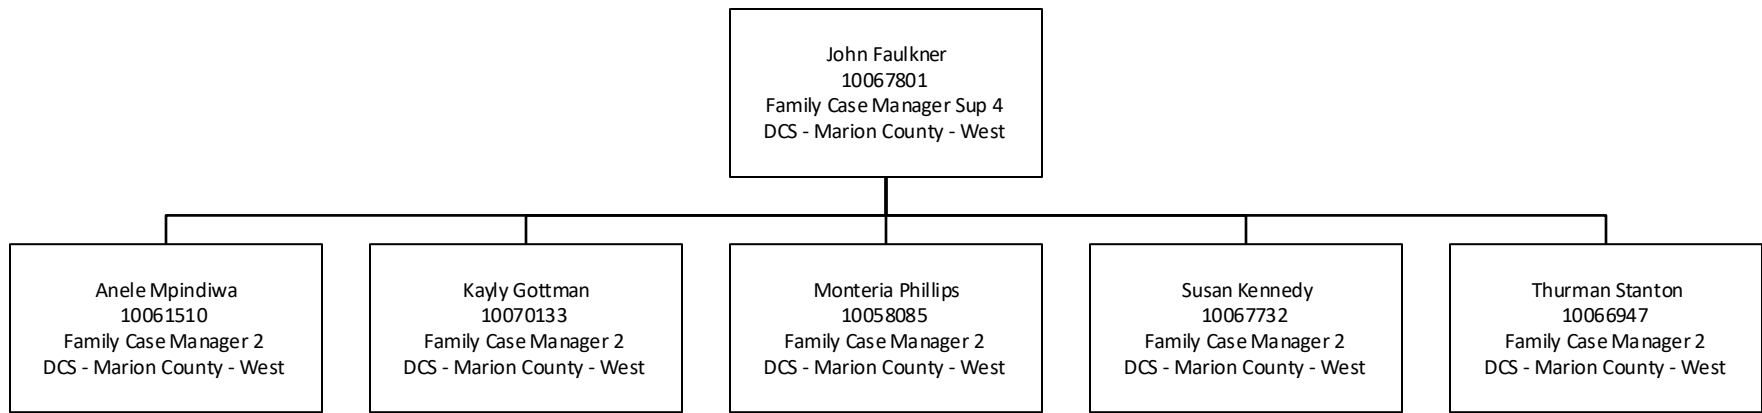 John Faulkner
10067801
Family Case Manager Sup 4
DCS - Marion County - West
Anele Mpindiwa
10061510
Family Case Manager 2
DCS - Marion County - West
Kayly Gottman
10070133
Family Case Manager 2
DCS - Marion County - West
Monteria Phillips
10058085
Family Case Manager 2
DCS - Marion County - West
Susan Kennedy
10067732
Family Case Manager 2
DCS - Marion County - West
Thurman Stanton
10066947
Family Case Manager 2
DCS - Marion County - West